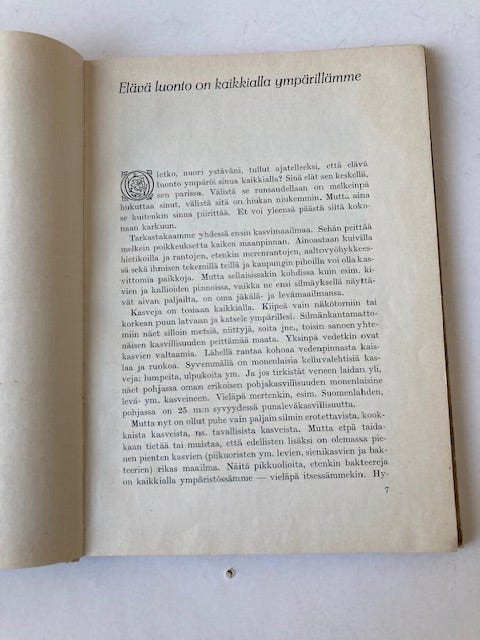 Elävä luonto on kaikkialla ympärillämme
Oletko, nuori ystäväni, tullut ajatelleeksi, että elävä
luonto ympäröi sinua kaikkialla? Sinä elät sen keskellä,
sen parissa. Välistä se runsaudellaan on melkeinpä
hukuttaa sinut, välistä sitä on hiukan niukemmin. Mutta aina
se kuitenkin sinua piirittää. Et voi yleensä päästä siitä koko-
naan karkuun.
Tarkastakaamme yhdessä ensin kasvimaailmaa. Sehän peittää
melkein poikkeuksetta kaiken maanpinnan. Ainoastaan kuivilla
hietikoilla ja rantojen, etenkin merenrantojen, aaltovyöhykkees-
sä sekä ihmisen tekemillä teillä ja kaupungin pihoilla voi olla kas-
vittomia paikkoja. Mutta sellaisissakin kohdissa kuin esim. ki-
vien ja kallioiden pinnoissa, vaikka ne ensi silmäyksellä näyttä-
vät aivan paljailta, on oma jäkälä- ja levämaailmansa.
Kasveja on tosiaan kaikkialla. Kiipeä vain näkötorniin tai
korkean puun latvaan ja katsele ympärillesi. Silmänkantamatto-
miin näet silloin metsiä, niittyjä, soita jne., toisin sanoen yhte-
näisen kasvillisuuden peittämää maata. Yksinpä vedetkin ovat
kasvien valtaamia. Lähellä rantaa kohoaa vedenpinnasta kais-
laa ja ruokoa. Syvemmällä on monenlaisia kelluvalehtisiä kas-
veja: lumpeita, ulpukoita ym. Ja jos tirkistät veneen laidan yli,
näet pohjassa oman erikoisen pohjakasvillisuuden monenlaisine
levä- ym. kasveineen. Vieläpä mertenkin, esim. Suomenlahden,
pohjassa on 25 m:n syvyydessä punaleväkasvillisuutta.
Mutta nyt on ollut puhe vain paljain silmin erotettavista, kook-
kaista kasveista, ns. tavallisista kasveista. Mutta etpä taida-
kaan tietää tai muistaa, että edellisten lisäksi on olemassa pie-
nen pienten kasvien (piikuoristen ym. levien, sienikasvien ja bak-
teerien) rikas maailma. Näitä pikkuolioita, etenkin bakteereja
on kaikkialla ympäristössämme — vieläpä itsessämmekin. Hy-
7